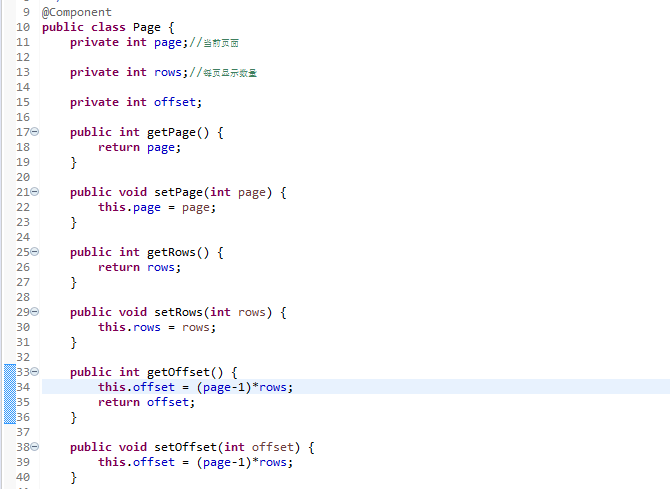 9 @Component
10 public class Page {
11     private int page;//当前页面
12
13     private int rows;//每页显示数量
14
15     private int offset;
16
17     public int getPage() {
18         return page;
19     }
20
21     public void setPage(int page) {
22         this.page = page;
23     }
24
25     public int getRows() {
26         return rows;
27     }
28
29     public void setRows(int rows) {
30         this.rows = rows;
31     }
32
33     public int getOffset() {
34         this.offset = (page-1)*rows;
35         return offset;
36     }
37
38     public void setOffset(int offset) {
39         this.offset = (page-1)*rows;
40     }